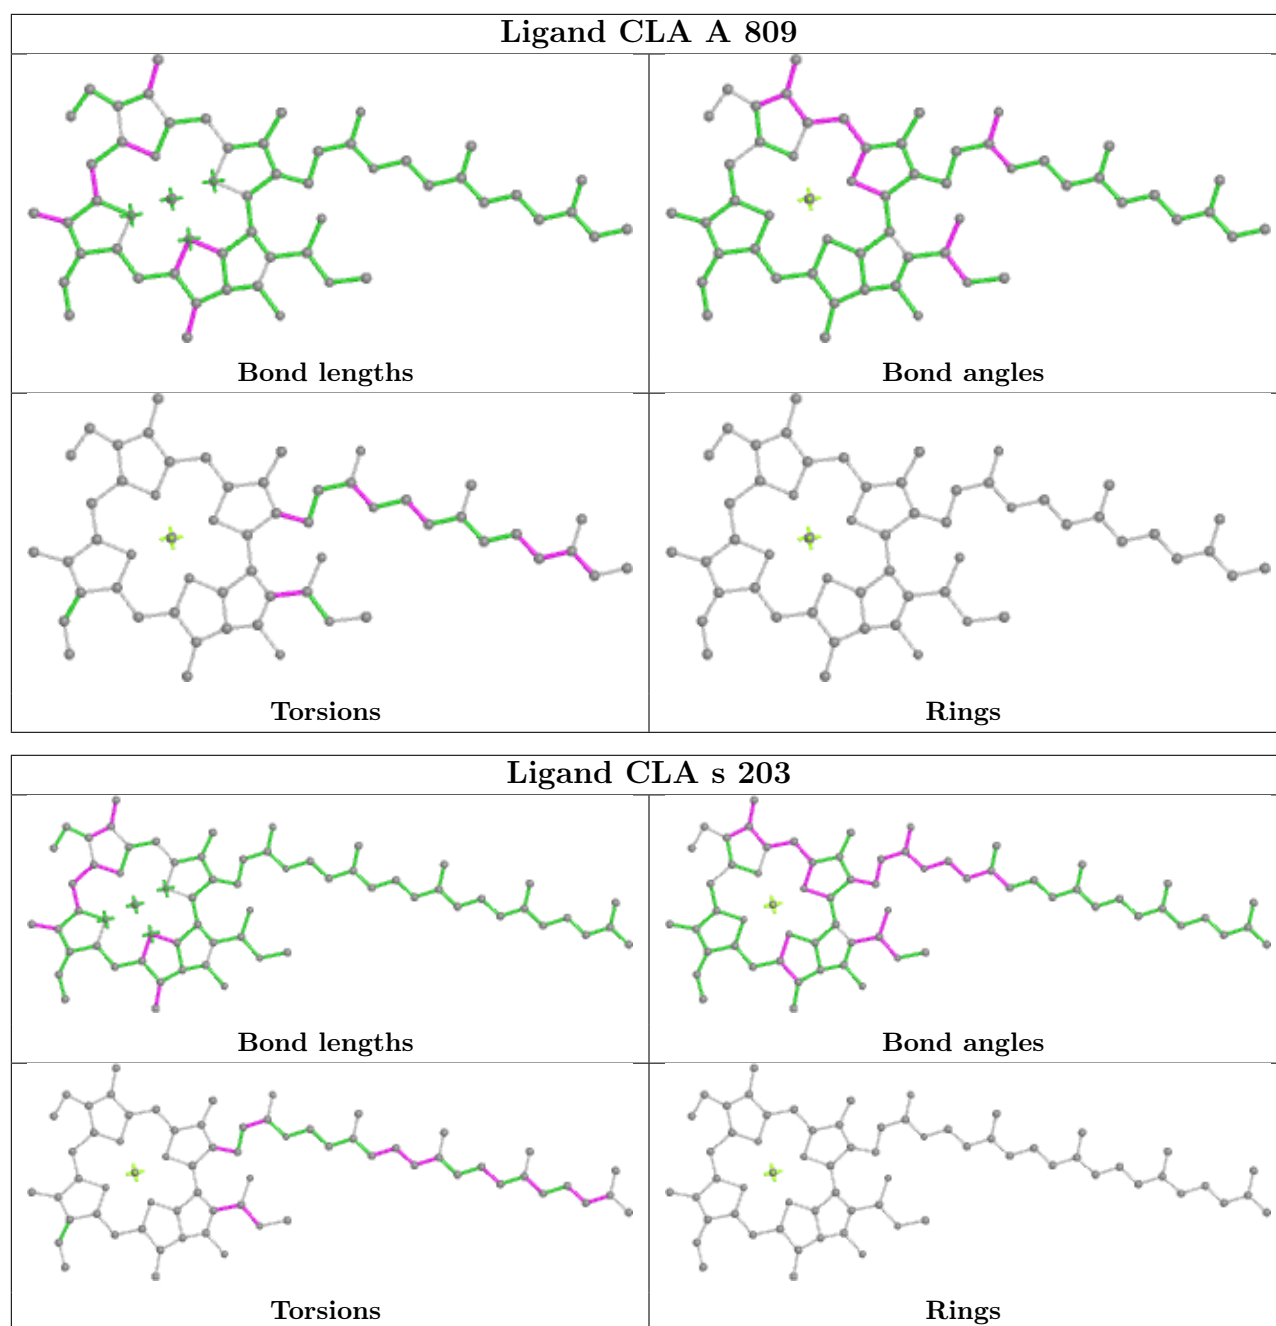 Ligand CLA A 809
Bond lengths
Bond angles
Torsions
Rings
Ligand CLA s 203
Bond lengths
Bond angles
Torsions
Rings